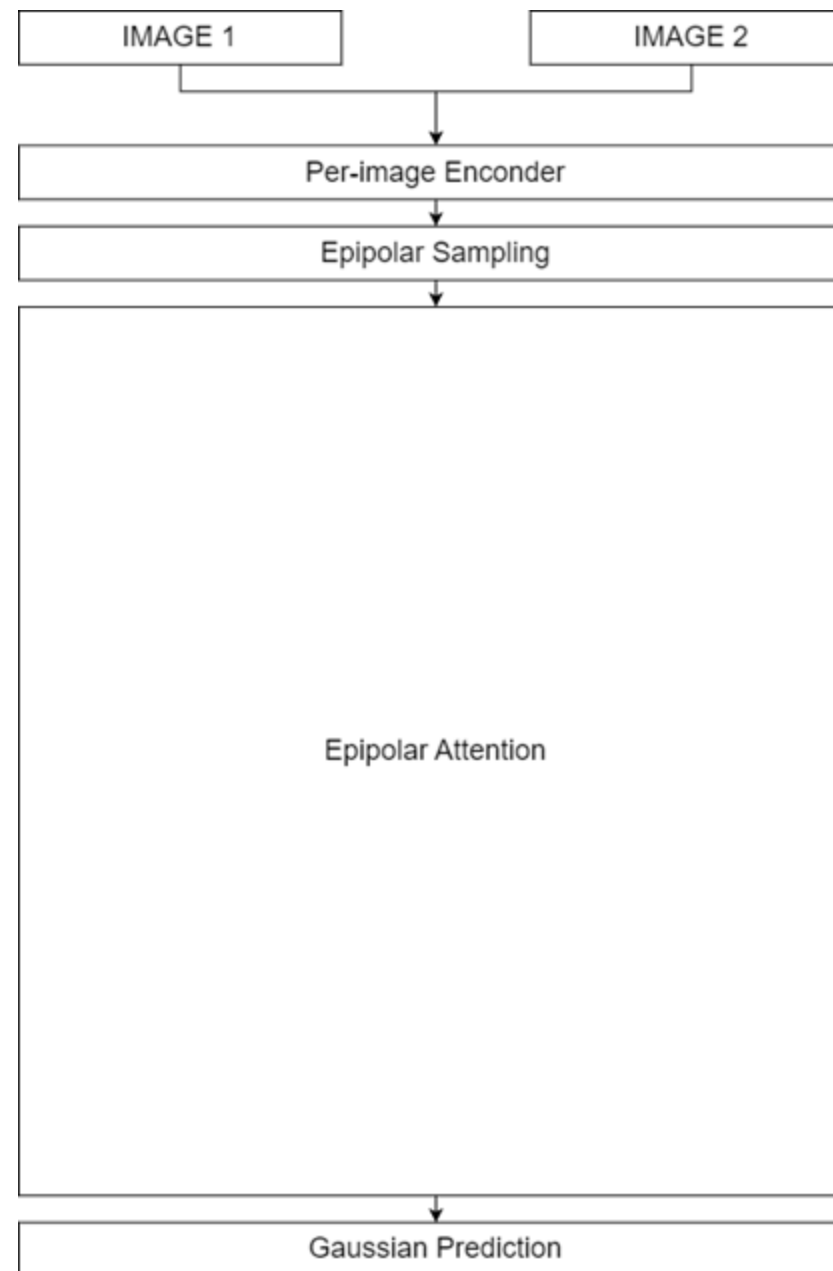 IMAGE 1
IMAGE 2
Per-image Enconder
Epipolar Sampling
Epipolar Attention
Gaussian Prediction